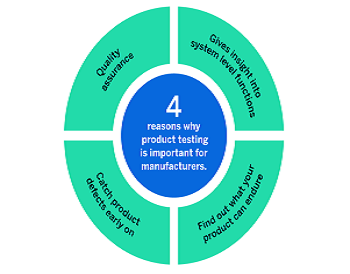 Quality
assurance
Gives insight into
system level functions
4
reasons why
product testing
is important for
manufacturers.
Catch product
defects early on
Find out what your
product can endure